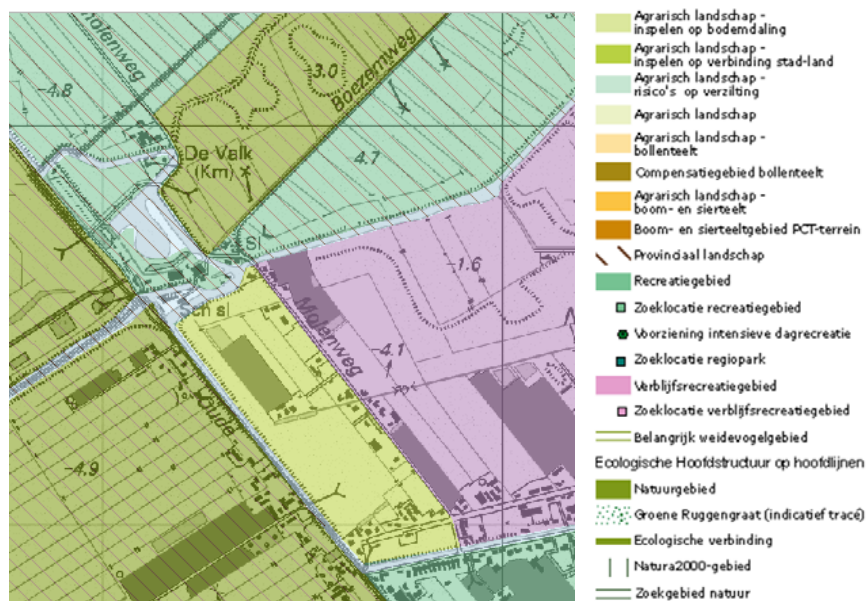 Molenweg
-4.8
-3.0
Boezemweg
De Valk
(Km)
4.7
Sl
-1.6
Sch sl
Molenweg
-4.1
Oude
-4.9
Agrarisch landschap -
inspelen op bodemdaling
Agrarisch landschap -
inspelen op verbinding stad-land
Agrarisch landschap -
risico's op verzilting
Agrarisch landschap
Agrarisch landschap -
bollenteelt
Compensatiegebied bollenteelt
Agrarisch landschap -
boom- en sierteelt
Boom- en sierteeltgebied PCT-terrein
Provinciaal landschap
Recreatiegebied
Zoeklocatie recreatiegebied
Voorziening intensieve dagrecreatie
Zoeklocatie regiopark
Verblijfsrecreatiegebied
Zoeklocatie verblijfsrecreatiegebied
Belangrijk weidevogelgebied
Ecologische Hoofdstructuur op hoofdlijnen
Natuurgebied
Groene Ruggengraat (indicatief tracé)
Ecologische verbinding
Natura2000-gebied
Zoekgebied natuur